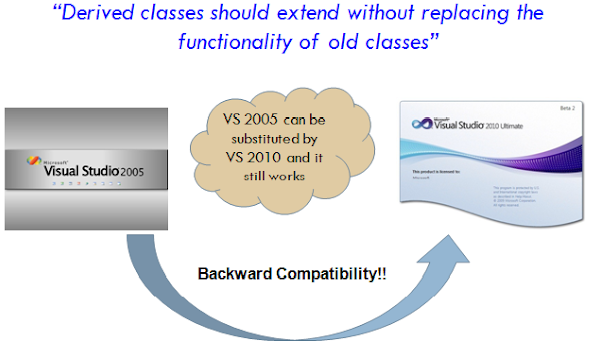 “Derived classes should extend without replacing the
functionality of old classes”
VS 2005 can be
substituted by
VS 2010 and it
still works
Microsoft®
Visual Studio 2005
Beta 2
Microsoft®
Visual Studio® 2010 Ultimate
This product is licensed to:
Microsoft
Backward Compatibility!!